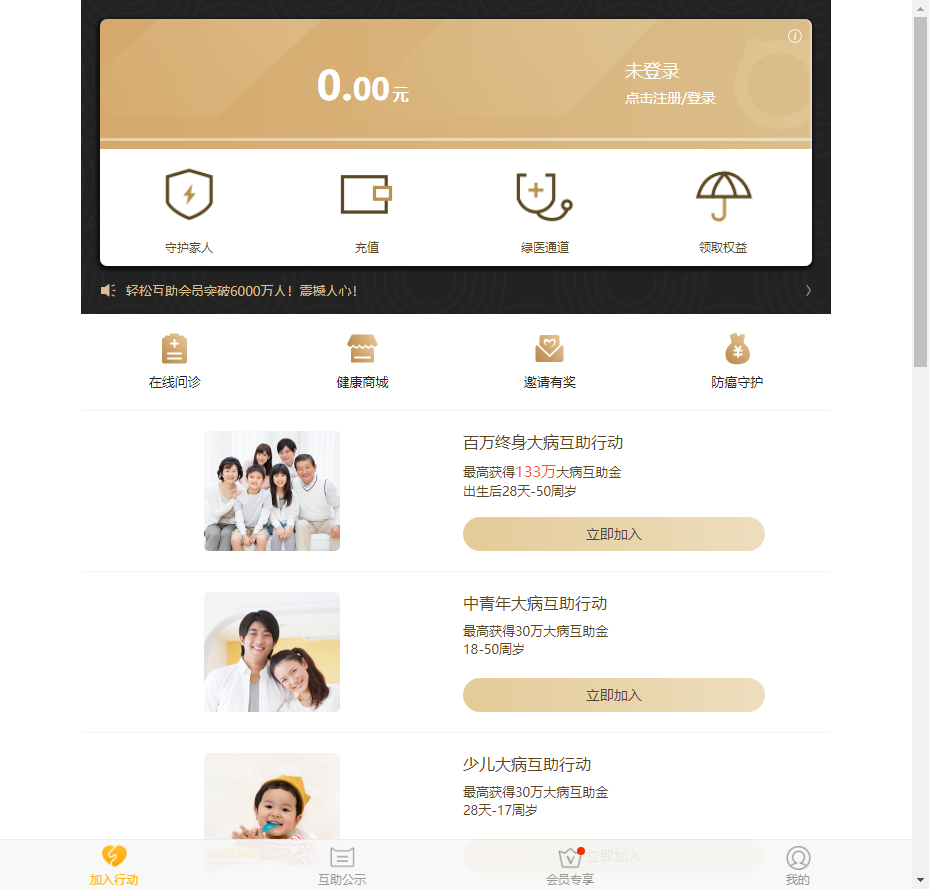 0.00元
未登录
点击注册/登录
守护家人
充值
绿医通道
领取权益
轻松互助会员突破6000万人！震撼人心！
在线问诊
健康商城
邀请有奖
防癌守护
百万终身大病互助行动
最高获得133万大病互助金
出生后28天-50周岁
立即加入
中青年大病互助行动
最高获得30万大病互助金
18-50周岁
立即加入
少儿大病互助行动
最高获得30万大病互助金
28天-17周岁
立即加入
加入行动
互助公示
会员专享
我的